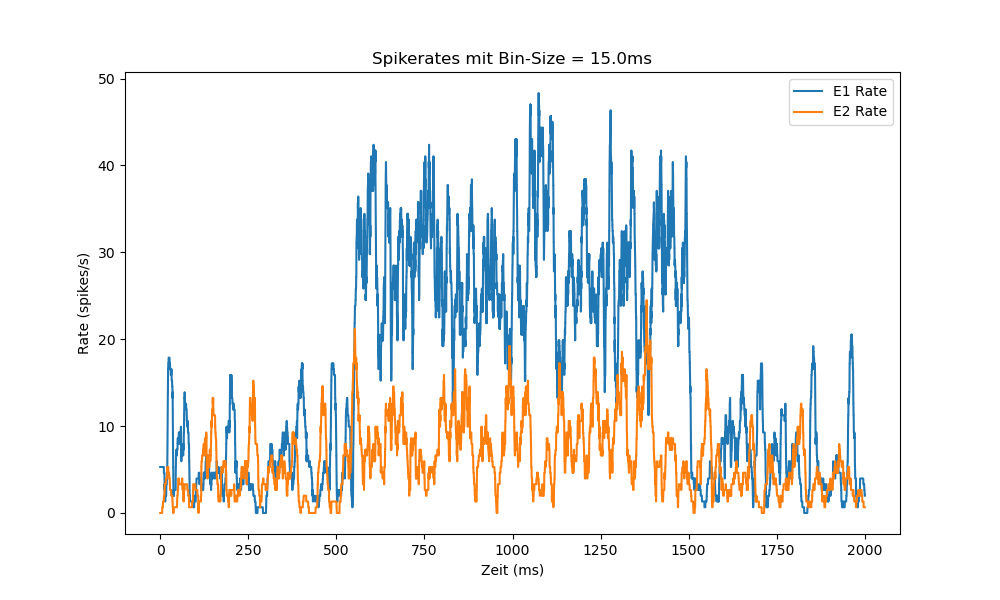 Spikerates mit Bin-Size = 15.0ms
50
40
30
20
10
0
Rate (spikes/s)
E1 Rate
E2 Rate
0 250 500 750 1000 1250 1500 1750 2000
Zeit (ms)